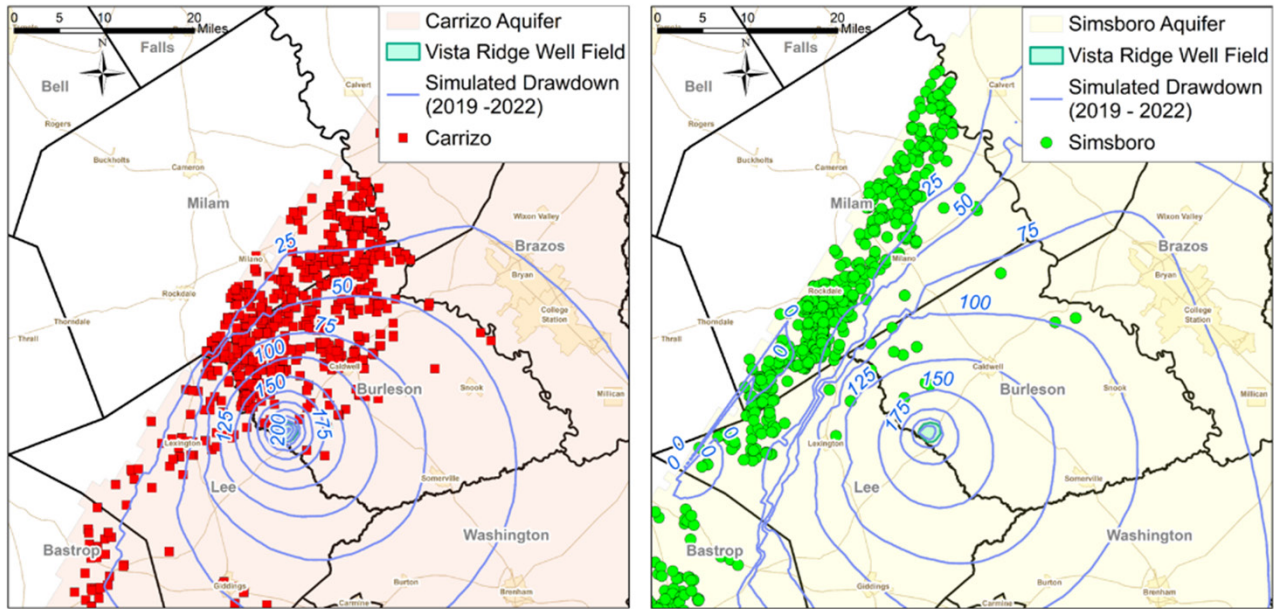 0 5 10 20
Miles
N
Carrizo Aquifer
Vista Ridge Well Field
Simulated Drawdown
(2019 -2022)
Carrizo
Falls
Bell
Calvert
Rogers
Buckholts
Cameron
Milam
Wixon Valley
Brazos
25
Milano
Bryan
50
Rockdale
College
Station
Thorndale
75
Thrall
100
Caldwell
150
Burleson
Snook
Millican
125
200
175
Lexington
Somerville
Lee
Washington
Bastrop
Giddings
Burton
Brenham
Carmine
0 5 10 20
Miles
N
Simsboro Aquifer
Vista Ridge Well Field
Simulated Drawdown
(2019 - 2022)
Simsboro
Falls
Bell
Calvert
Rogers
Buckholts
Cameron
25
Milam
50
Wixon Valley
75
Brazos
Milano
Bryan
Rockdale
100
0
College
Station
Thorndale
Thrall
0
Caldwell
125
150
Burleson
Snook
Millican
175
0
0
Lexington
0
Somerville
Lee
Washington
Bastrop
Giddings
Burton
Brenham
Carmine